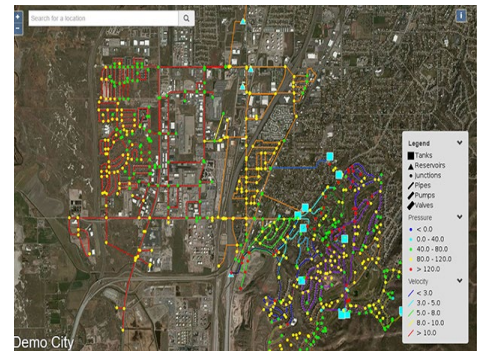 +
Search for a location
i
-
Legend
Tanks
Reservoirs
Junctions
Pipes
Pumps
Valves
Pressure
< 0.0
0.0 - 40.0
40.0 - 80.0
80.0 - 120.0
> 120.0
Velocity
< 3.0
3.0 - 5.0
5.0 - 8.0
8.0 - 10.0
> 10.0
Demo City